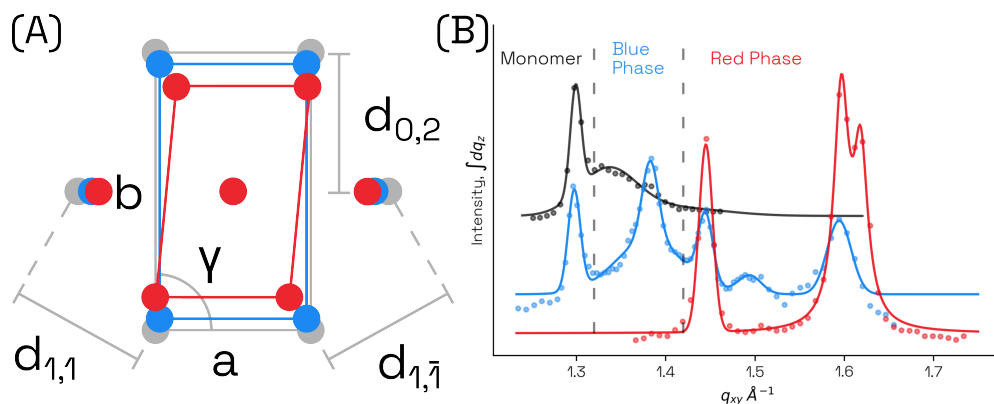 (A)
d0,2
b
γ
d1,1
a
d1,1̄
(B)
Monomer
Blue
Phase
Red Phase
Intensity, ∫dqz
1.3
1.4
1.5
1.6
1.7
qxy Å−1